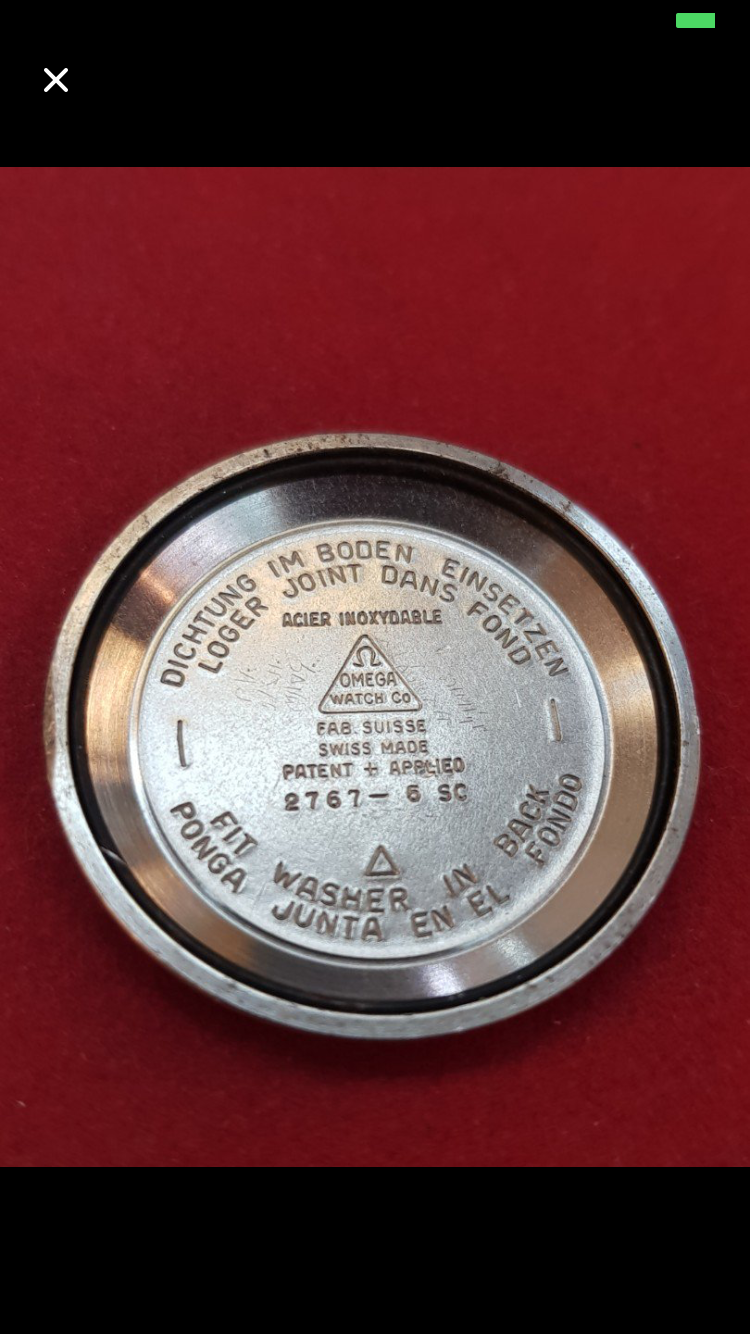 DICHTUNG IM BODEN EINSETZEN
LOGER JOINT DANS FOND
ACIER INOXYDABLE
Ω
OMEGA
WATCH Co
FAB. SUISSE
SWISS MADE
PATENT + APPLIED
2767- 6 SC
FIT WASHER IN BACK
PONGA JUNTA EN EL FONDO